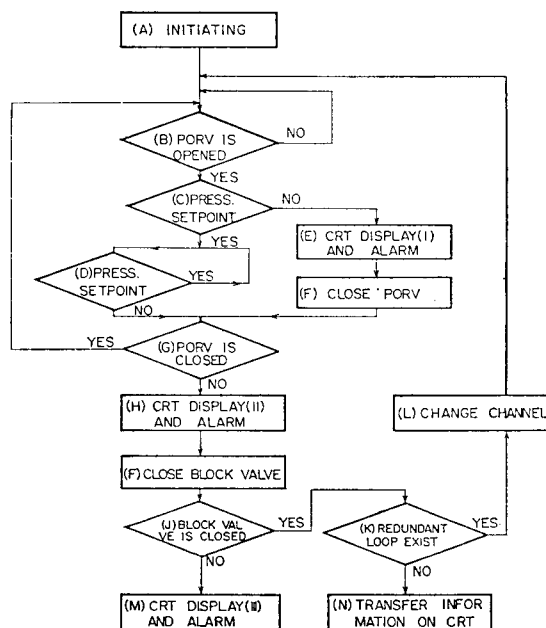 (A) INITIATING
(B) PORV IS
OPENED
NO
YES
(C) PRESS.
SETPOINT
NO
YES
(E) CRT DISPLAY(I)
AND ALARM
(D) PRESS.
SETPOINT
YES
NO
(F) CLOSE PORV
YES
(G) PORV IS
CLOSED
NO
(H) CRT DISPLAY(II)
AND ALARM
(L) CHANGE CHANNEL
(F) CLOSE BLOCK VALVE
(J) BLOCK VAL
VE IS CLOSED
YES
(K) REDUNDANT
LOOP EXIST
YES
NO
NO
(M) CRT DISPLAY(III)
AND ALARM
(N) TRANSFER INFOR
MATION ON CRT